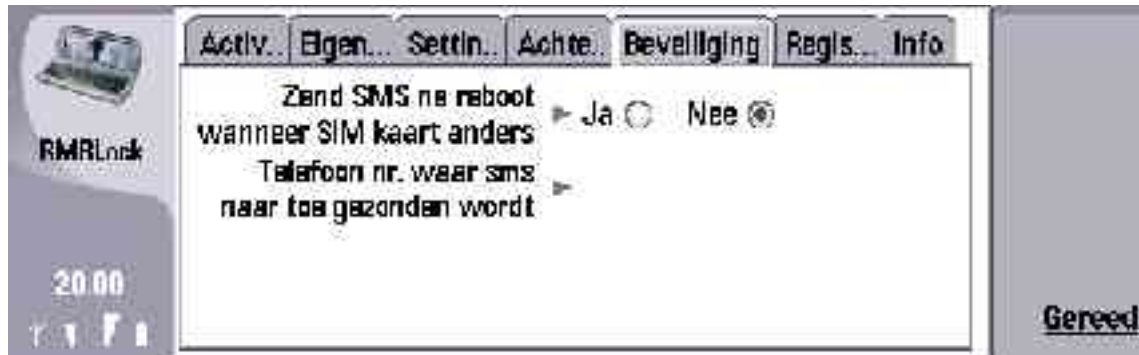 Activ.. Eigen... Settin.. Achte.. Beveiliging Regis... Info
Zend SMS na reboot
wanneer SIM kaart anders
Ja Nee
Telefoon nr. waar sms
naar toe gezonden wordt
RMRLock
20.00
Gereed